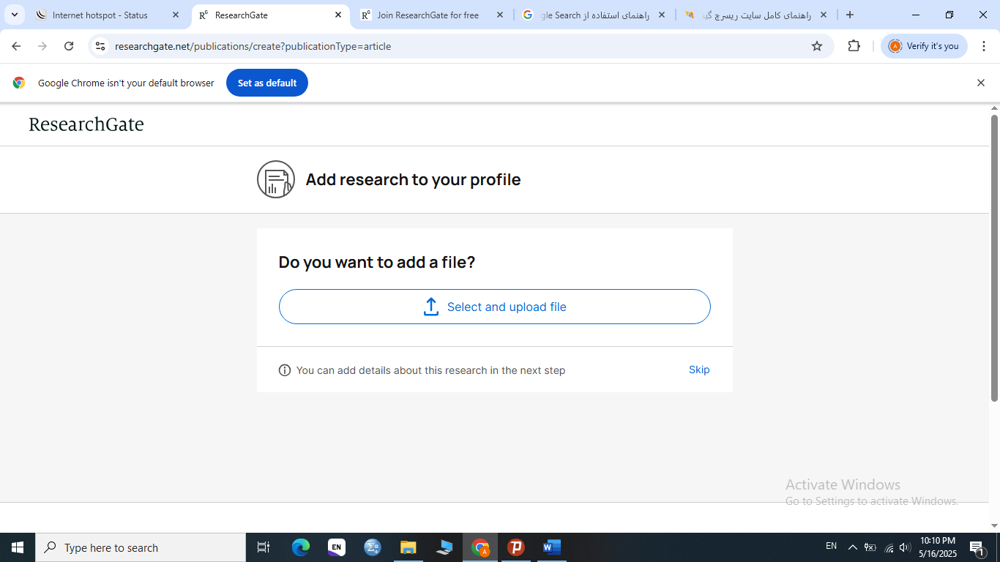 Internet hotspot - Status
ResearchGate
Join ResearchGate for free
راهنمای استفاده از gle Search
راهنمای کامل سایت ریسرچ گی
researchgate.net/publications/create?publicationType=article
Verify it's you
Google Chrome isn't your default browser
Set as default
ResearchGate
Add research to your profile
Do you want to add a file?
Select and upload file
You can add details about this research in the next step
Skip
Activate Windows
Go to Settings to activate Windows.
Type here to search
EN
EN
10:10 PM
5/16/2025
1